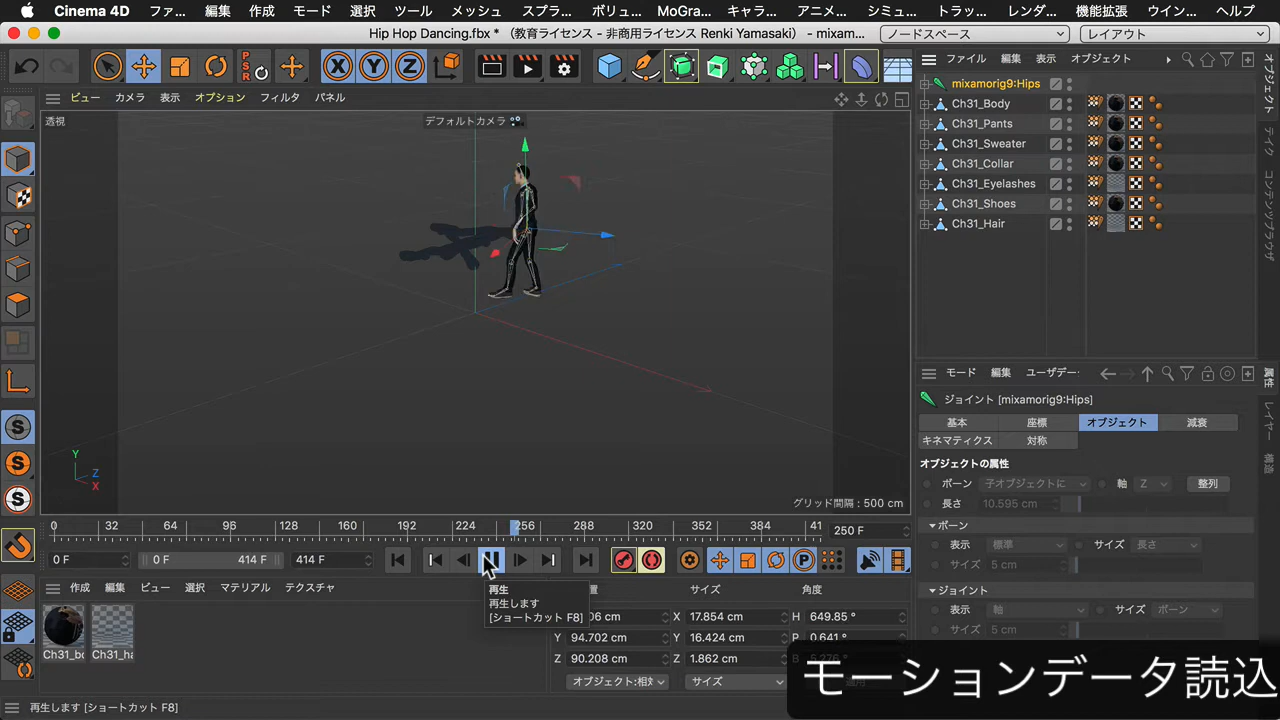 Cinema 4D ファ... 編集 作成 モード 選択 ツール メッシュ スプラ... ボリュ... MoGra... キャラ... アニメ... シミュ... トラッ... レンダ... 機能拡張 ウイン... ヘルプ
Hip Hop Dancing.fbx * （教育ライセンス - 非商用ライセンス Renki Yamasaki） - mixam... ノードスペース レイアウト
PSR X Y Z
ファイル 編集 表示 オブジェクト
ビュー カメラ 表示 オプション フィルタ パネル
透視
デフォルトカメラ
mixamorig9:Hips
Ch31_Body
Ch31_Pants
Ch31_Sweater
Ch31_Collar
Ch31_Eyelashes
Ch31_Shoes
Ch31_Hair
オブジェクト
テイク
コンテンツブラウザ
Y
Z
X
グリッド間隔 : 500 cm
モード 編集 ユーザデー
ジョイント [mixamorig9:Hips]
基本 座標 オブジェクト 減衰
キネマティクス 対称
オブジェクトの属性
ボーン 子オブジェクトに 軸 Z 整列
長さ 10.595 cm
ボーン
表示 標準 サイズ 長さ
サイズ 5 cm
ジョイント
表示 軸 サイズ ボーン
サイズ 5 cm
属性
レイヤー
構造
0 32 64 96 128 160 192 224 256 288 320 352 384 41 250 F
0 F 0 F 414 F 414 F
作成 編集 ビュー 選択 マテリアル テクスチャ
再生
再生します
[ショートカット F8]
置 サイズ 角度
06 cm X 17.854 cm H 649.85 °
Y 94.702 cm Y 16.424 cm P 0.641 °
Z 90.208 cm Z 1.862 cm B 5.276 °
オブジェクト:相対 サイズ 適用
Ch31_bo Ch31_ha
モーションデータ読込
再生します [ショートカット F8]